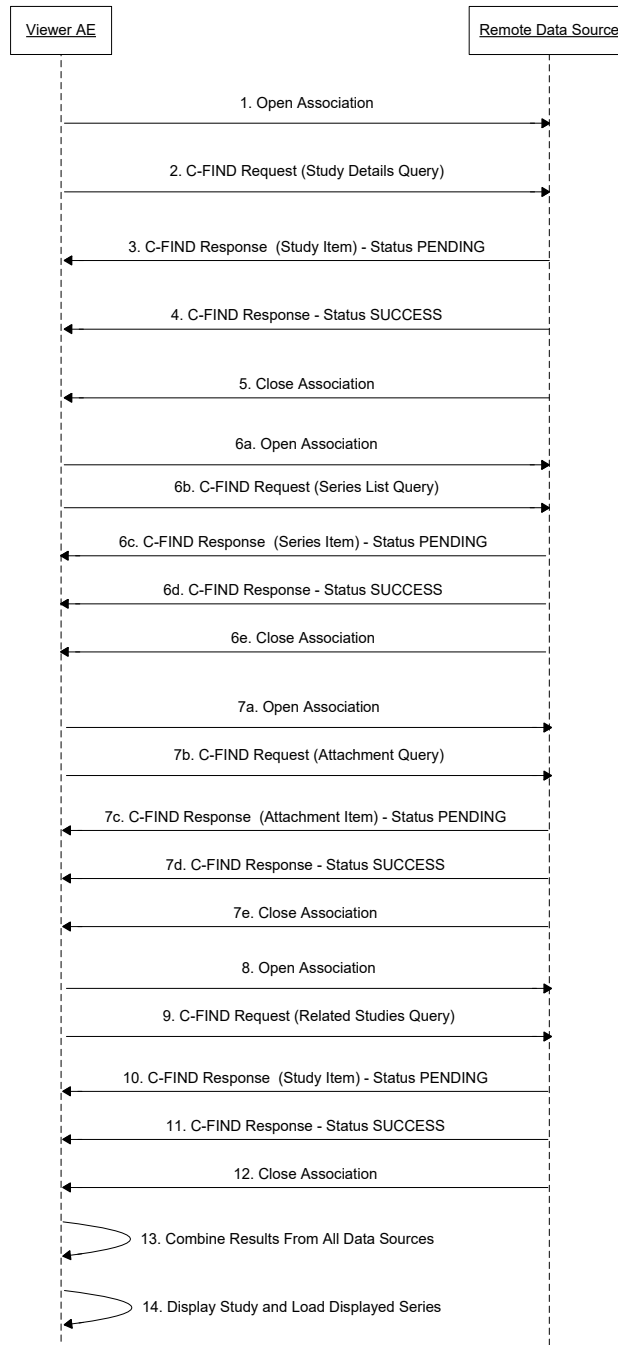 Viewer AE
Remote Data Source
1. Open Association
2. C-FIND Request (Study Details Query)
3. C-FIND Response  (Study Item) - Status PENDING
4. C-FIND Response - Status SUCCESS
5. Close Association
6a. Open Association
6b. C-FIND Request (Series List Query)
6c. C-FIND Response  (Series Item) - Status PENDING
6d. C-FIND Response - Status SUCCESS
6e. Close Association
7a. Open Association
7b. C-FIND Request (Attachment Query)
7c. C-FIND Response  (Attachment Item) - Status PENDING
7d. C-FIND Response - Status SUCCESS
7e. Close Association
8. Open Association
9. C-FIND Request (Related Studies Query)
10. C-FIND Response  (Study Item) - Status PENDING
11. C-FIND Response - Status SUCCESS
12. Close Association
13. Combine Results From All Data Sources
14. Display Study and Load Displayed Series